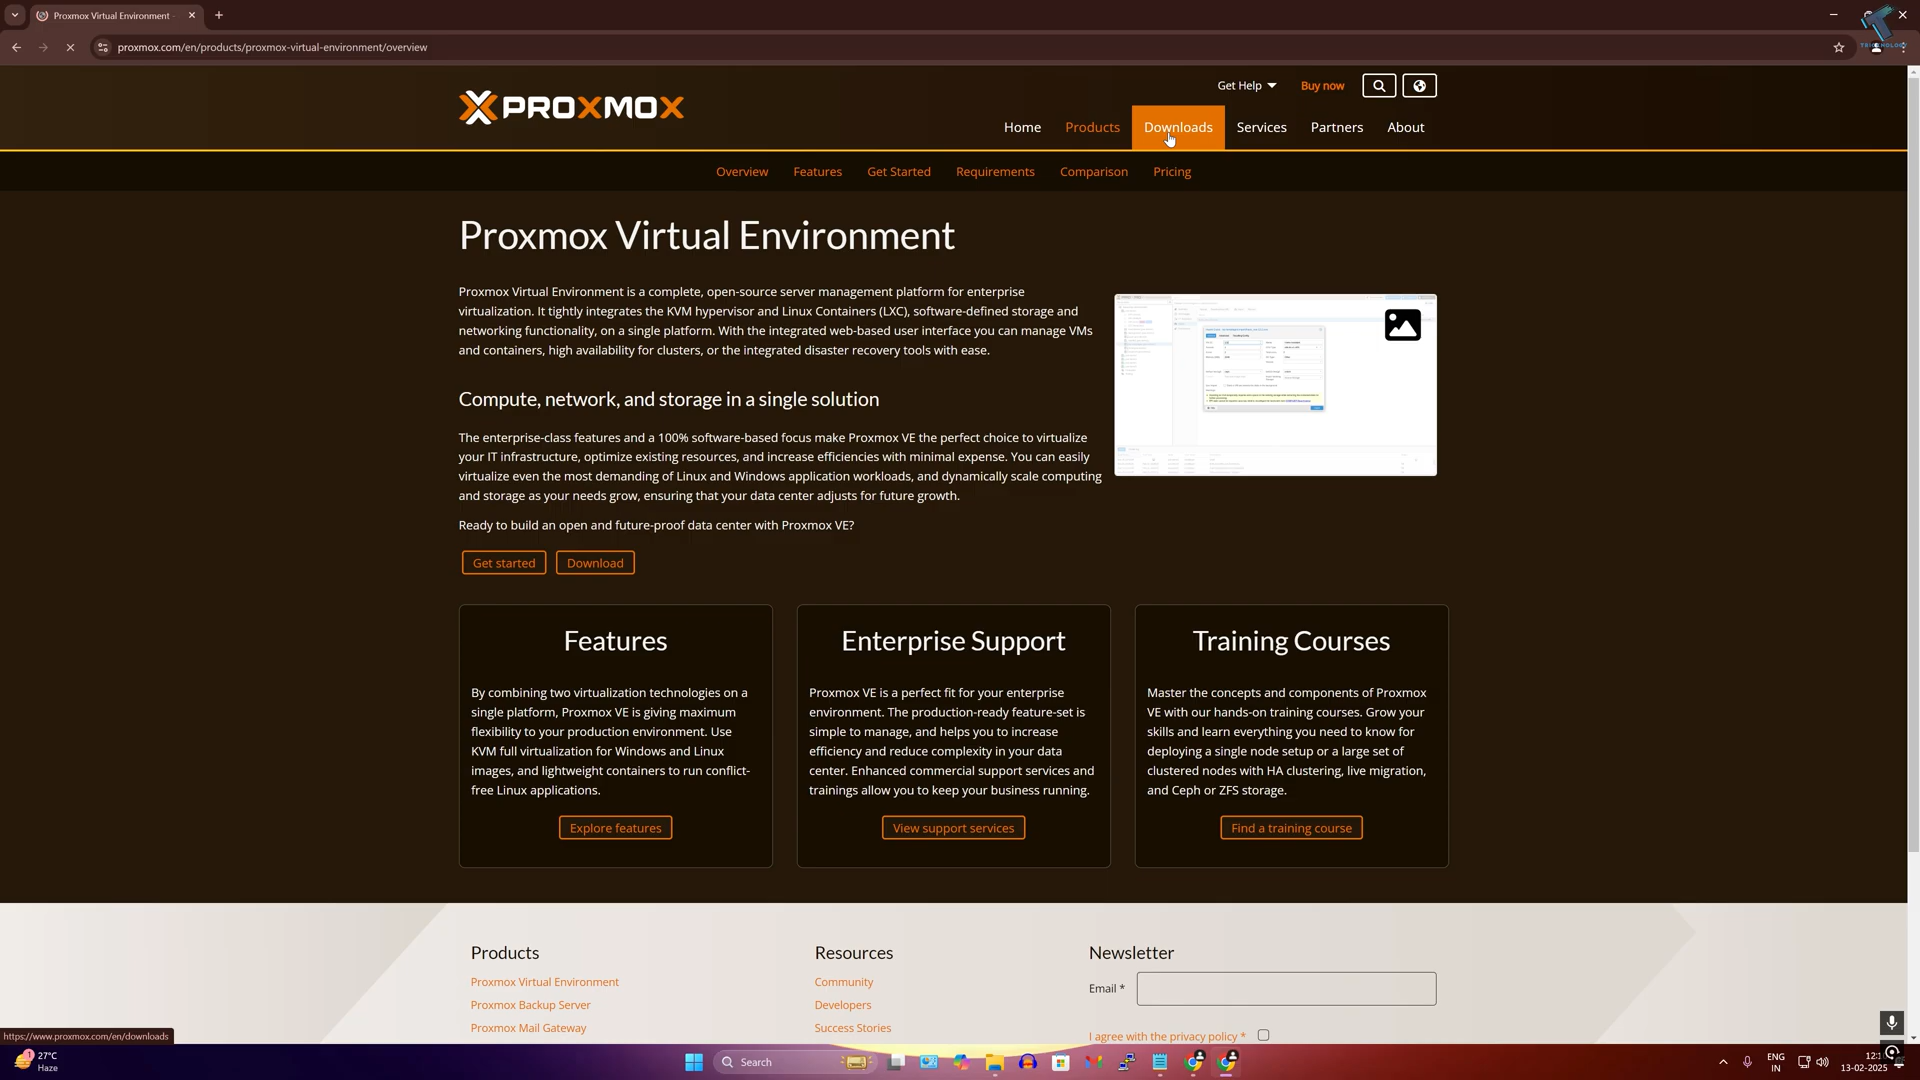 Proxmox Virtual Environment
proxmox.com/en/products/proxmox-virtual-environment/overview
Get Help
Buy now
PROXMOX
Home
Products
Downloads
Services
Partners
About
Overview
Features
Get Started
Requirements
Comparison
Pricing
Proxmox Virtual Environment
Proxmox Virtual Environment is a complete, open-source server management platform for enterprise
virtualization. It tightly integrates the KVM hypervisor and Linux Containers (LXC), software-defined storage and
networking functionality, on a single platform. With the integrated web-based user interface you can manage VMs
and containers, high availability for clusters, or the integrated disaster recovery tools with ease.
Compute, network, and storage in a single solution
The enterprise-class features and a 100% software-based focus make Proxmox VE the perfect choice to virtualize
your IT infrastructure, optimize existing resources, and increase efficiencies with minimal expense. You can easily
virtualize even the most demanding of Linux and Windows application workloads, and dynamically scale computing
and storage as your needs grow, ensuring that your data center adjusts for future growth.
Ready to build an open and future-proof data center with Proxmox VE?
Get started
Download
Features
By combining two virtualization technologies on a
single platform, Proxmox VE is giving maximum
flexibility to your production environment. Use
KVM full virtualization for Windows and Linux
images, and lightweight containers to run conflict-
free Linux applications.
Explore features
Enterprise Support
Proxmox VE is a perfect fit for your enterprise
environment. The production-ready feature-set is
simple to manage, and helps you to increase
efficiency and reduce complexity in your data
center. Enhanced commercial support services and
trainings allow you to keep your business running.
View support services
Training Courses
Master the concepts and components of Proxmox
VE with our hands-on training courses. Grow your
skills and learn everything you need to know for
deploying a single node setup or a large set of
clustered nodes with HA clustering, live migration,
and Ceph or ZFS storage.
Find a training course
Products
Proxmox Virtual Environment
Proxmox Backup Server
Proxmox Mail Gateway
Resources
Community
Developers
Success Stories
Newsletter
Email *
I agree with the privacy policy *
https://www.proxmox.com/en/downloads
1
27°C
Haze
Search
ENG
IN
12:1
13-02-2025